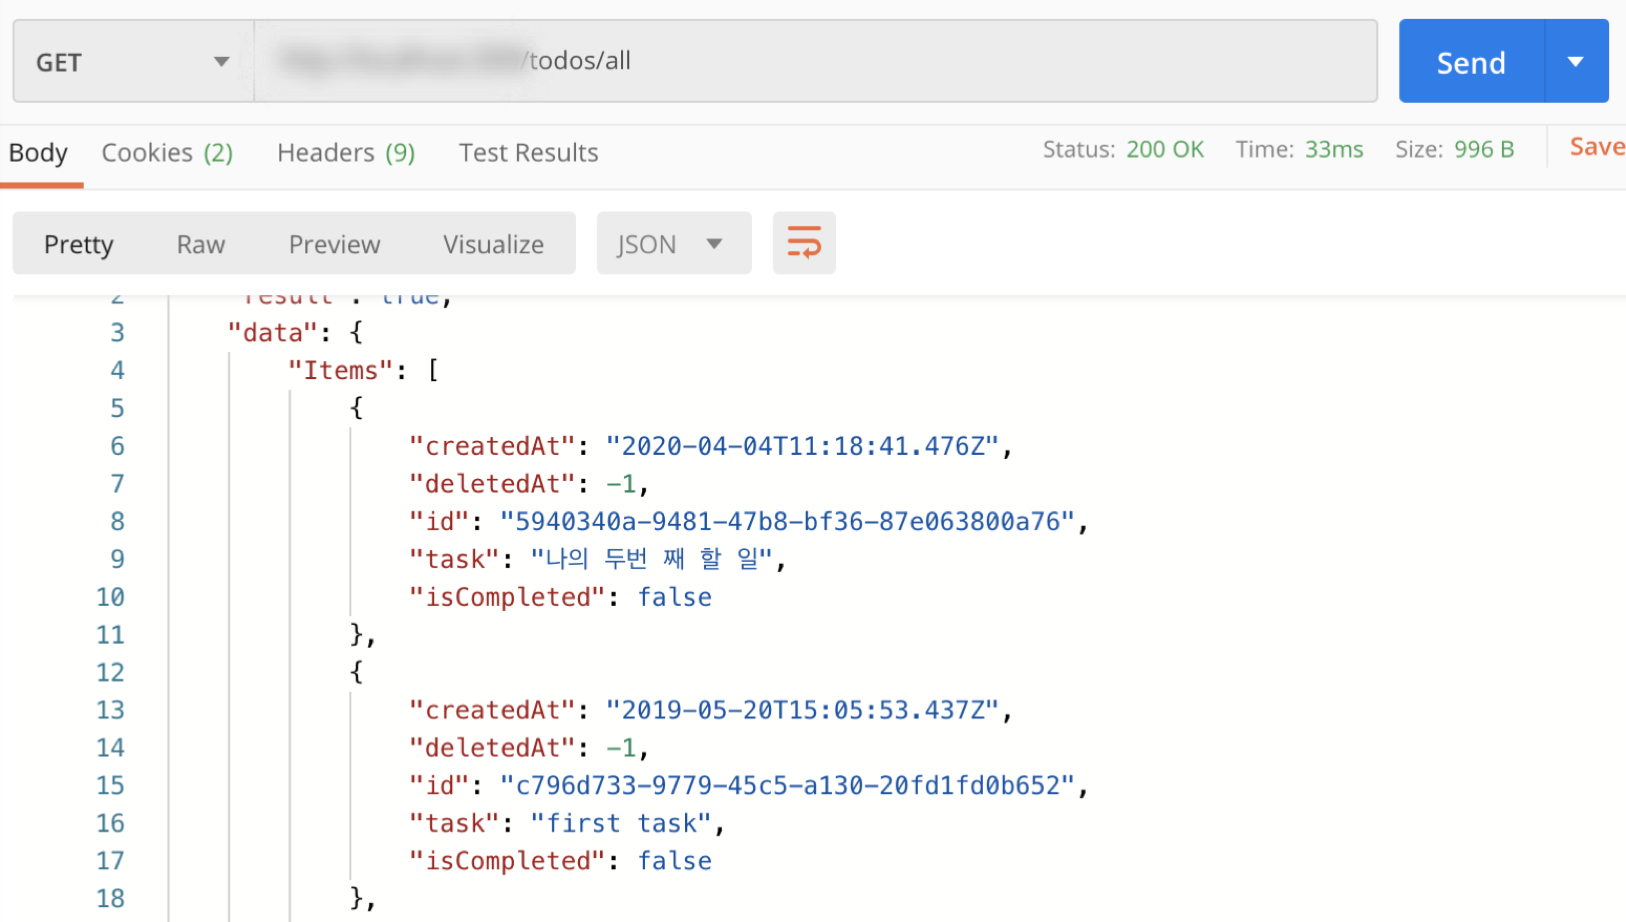 GET /todos/all Send
Body Cookies (2) Headers (9) Test Results Status: 200 OK Time: 33ms Size: 996 B Save
Pretty Raw Preview Visualize JSON
2 "result": true,
3 "data": {
4 "Items": [
5 {
6 "createdAt": "2020-04-04T11:18:41.476Z",
7 "deletedAt": -1,
8 "id": "5940340a-9481-47b8-bf36-87e063800a76",
9 "task": "나의 두번 째 할 일",
10 "isCompleted": false
11 },
12 {
13 "createdAt": "2019-05-20T15:05:53.437Z",
14 "deletedAt": -1,
15 "id": "c796d733-9779-45c5-a130-20fd1fd0b652",
16 "task": "first task",
17 "isCompleted": false
18 },